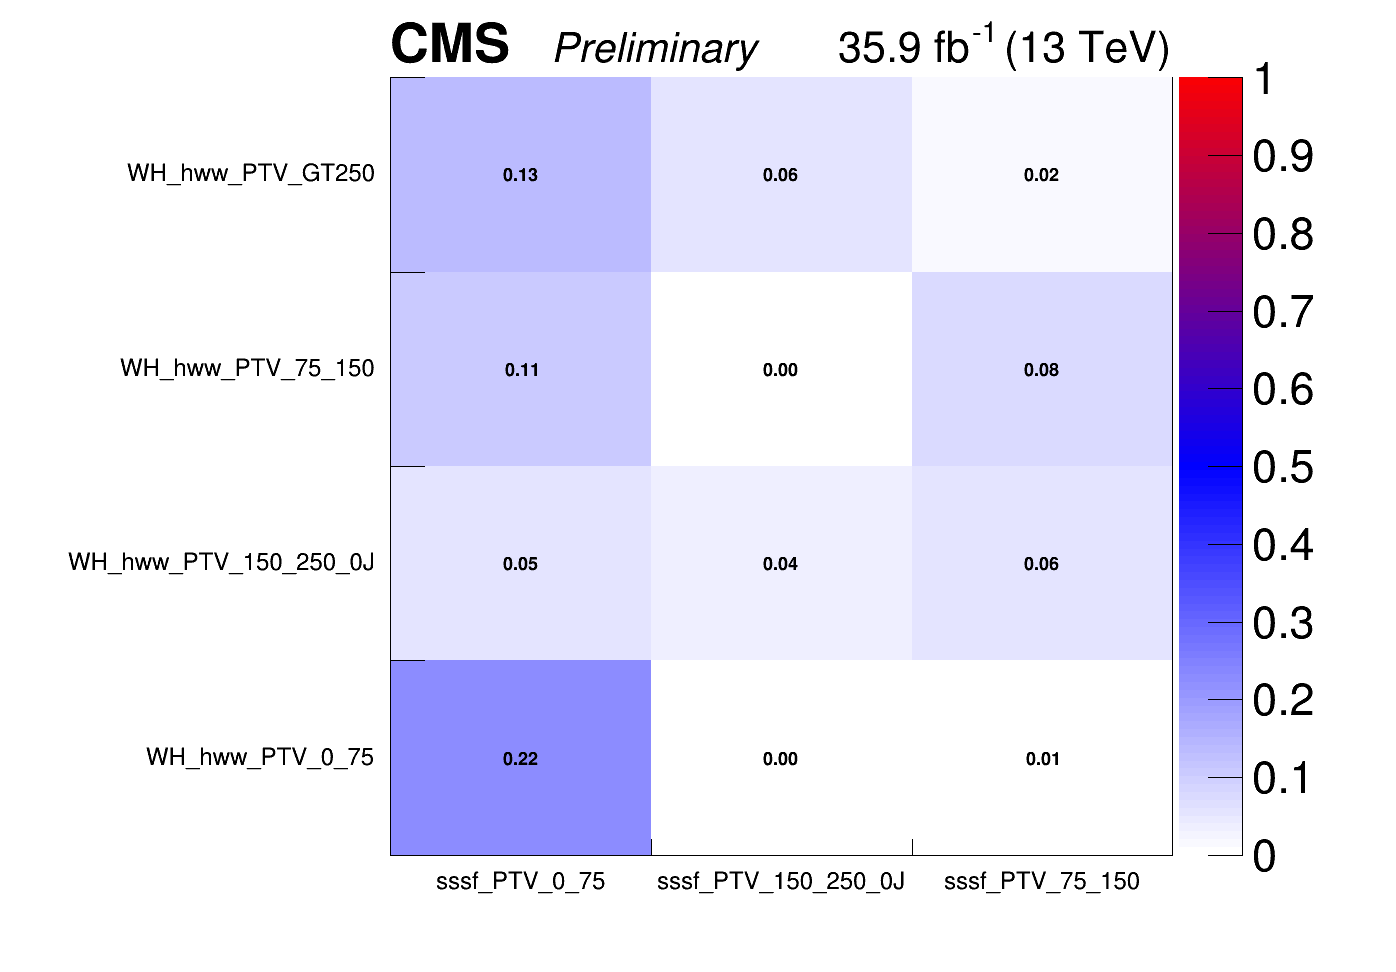 CMS Preliminary 35.9 fb-1 (13 TeV)
1
0.9
0.8
0.7
0.6
0.5
0.4
0.3
0.2
0.1
0
WH_hww_PTV_GT250 0.13 0.06 0.02
WH_hww_PTV_75_150 0.11 0.00 0.08
WH_hww_PTV_150_250_0J 0.05 0.04 0.06
WH_hww_PTV_0_75 0.22 0.00 0.01
sssf_PTV_0_75 sssf_PTV_150_250_0J sssf_PTV_75_150